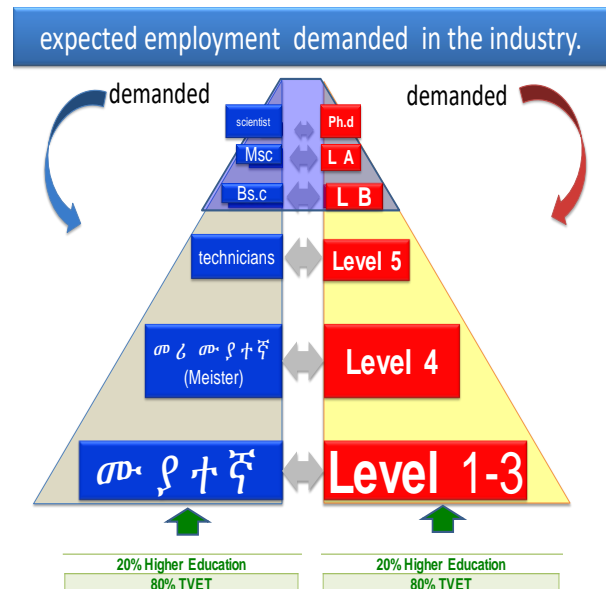 expected employment demanded in the industry.
demanded
demanded
scientist
Ph.d
Msc
L A
Bs.c
L B
technicians
Level 5
መሪ ሙያተኛ
(Meister)
Level 4
ሙያተኛ
Level 1-3
20% Higher Education
20% Higher Education
80% TVET
80% TVET